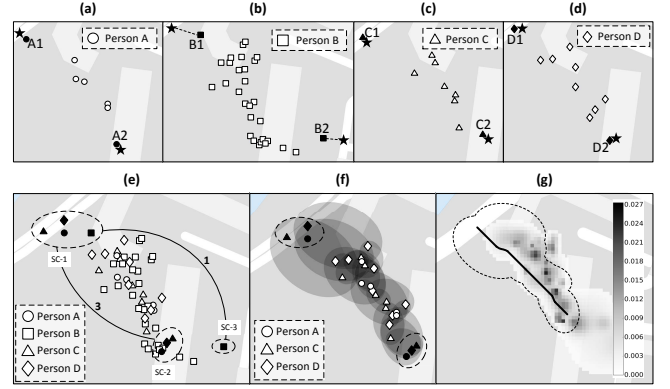 (a)
(b)
(c)
(d)
A1
Person A
A2
B1
Person B
B2
C1
Person C
C2
D1
Person D
D2
(e)
(f)
(g)
SC-1
1
3
SC-3
SC-2
Person A
Person B
Person C
Person D
Person A
Person C
Person D
0.027
0.024
0.021
0.018
0.015
0.012
0.009
0.006
0.003
0.000